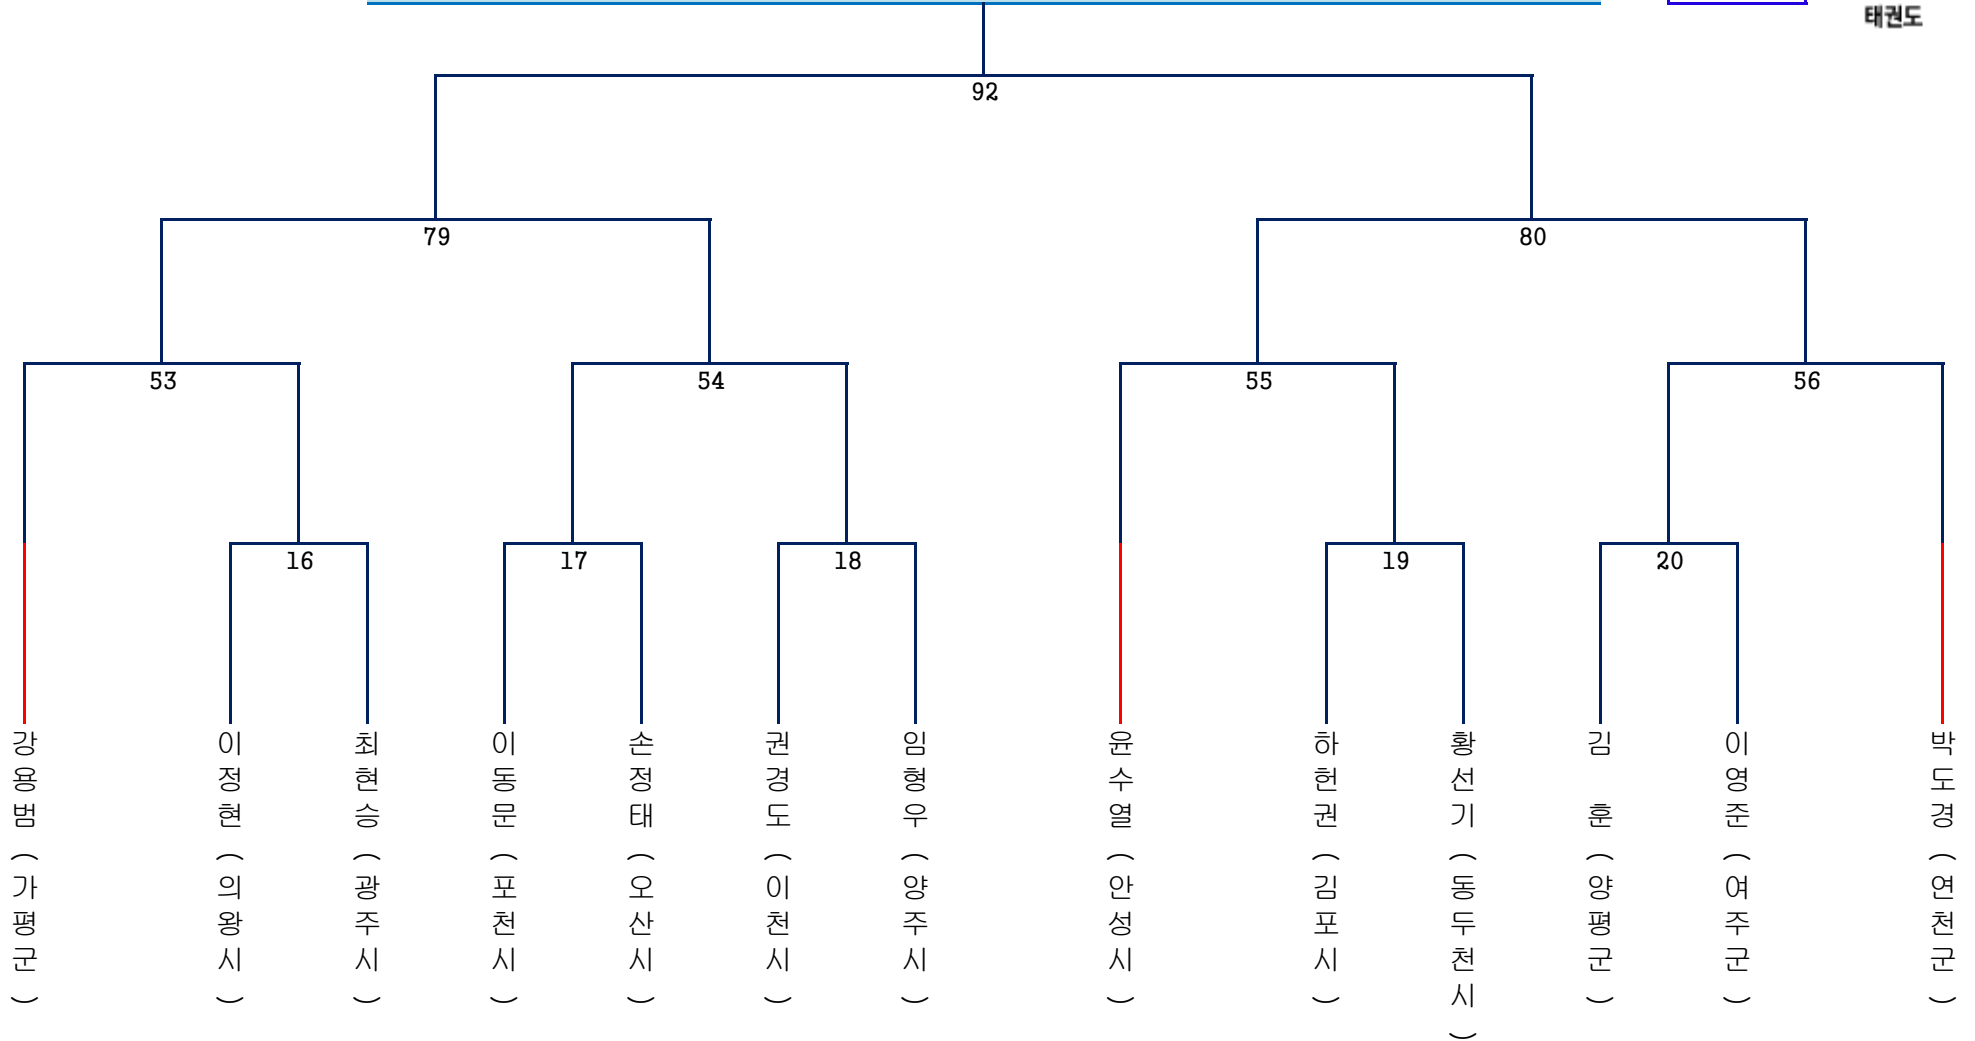 태권도
92
79
80
53
54
55
56
16
17
18
19
20
강용범(가평군)
이정현(의왕시)
최현승(광주시)
이동문(포천시)
손정태(오산시)
권경도(이천시)
임형우(양주시)
윤수열(안성시)
하헌권(김포시)
황선기(동두천시)
김 훈(양평군)
이영준(여주군)
박도경(연천군)